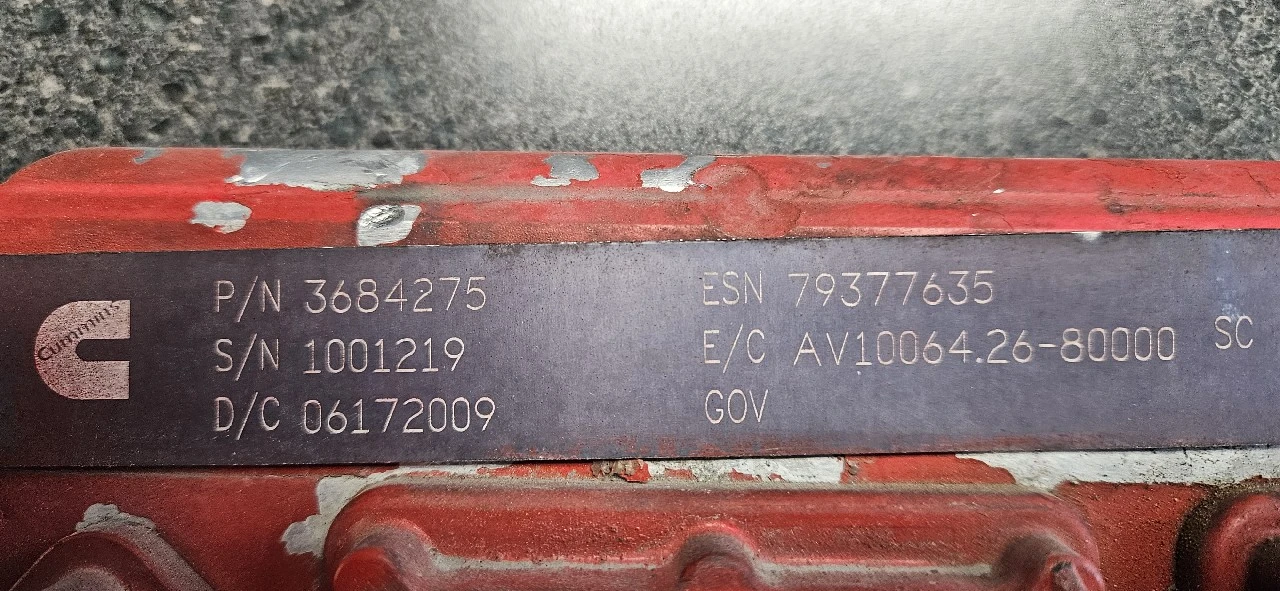 Cummins
P/N 3684275
S/N 1001219
D/C 06172009
ESN 79377635
E/C AV10064.26-80000 SC
GOV